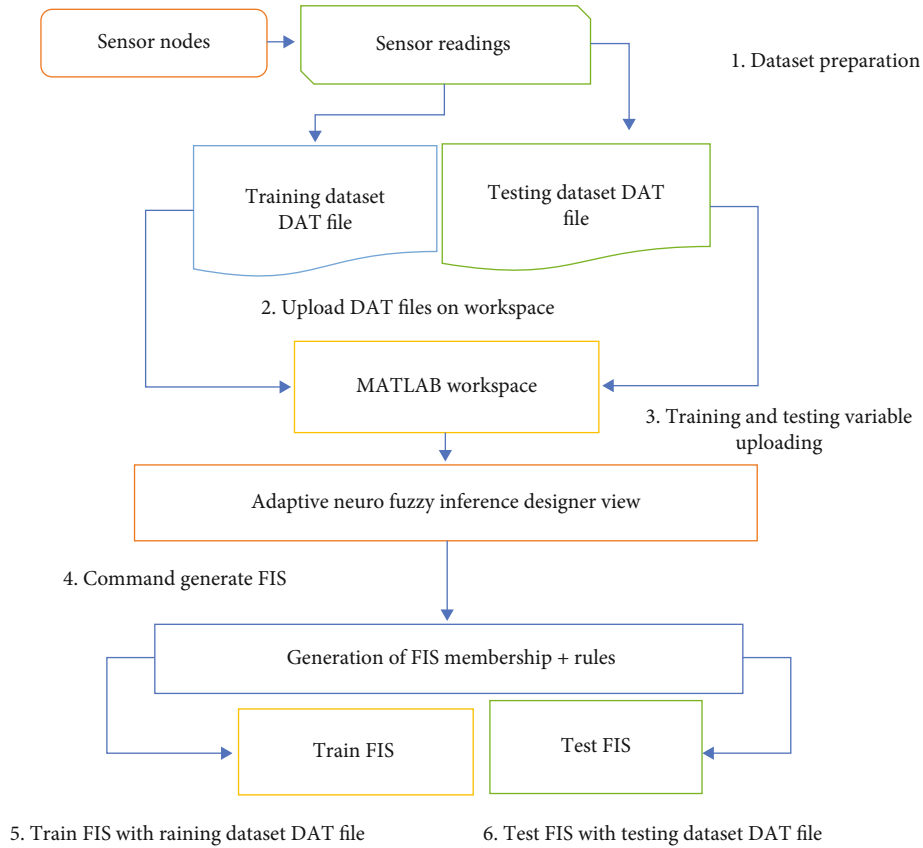 Sensor nodes
Sensor readings
1. Dataset preparation
Training dataset
DAT file
Testing dataset DAT
file
2. Upload DAT files on workspace
MATLAB workspace
3. Training and testing variable
uploading
Adaptive neuro fuzzy inference designer view
4. Command generate FIS
Generation of FIS membership + rules
Train FIS
Test FIS
5. Train FIS with raining dataset DAT file
6. Test FIS with testing dataset DAT file